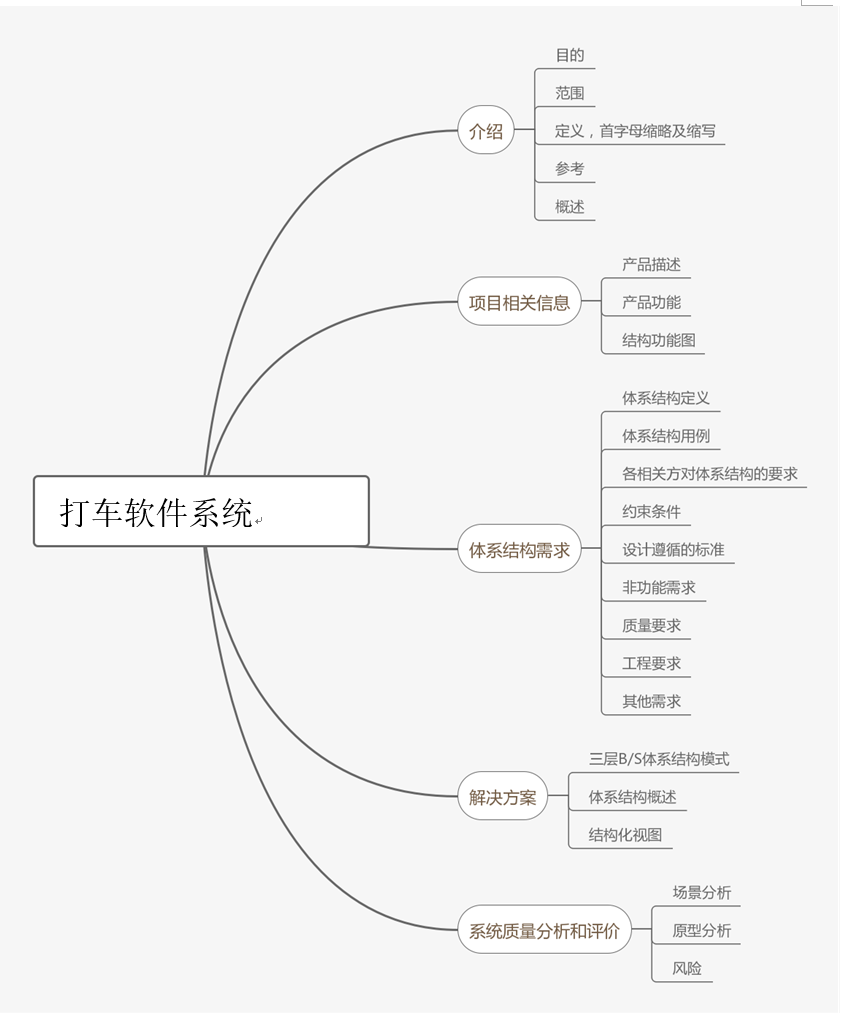 打车软件系统
介绍
目的
范围
定义，首字母缩略及缩写
参考
概述
项目相关信息
产品描述
产品功能
结构功能图
体系结构需求
体系结构定义
体系结构用例
各相关方对体系结构的要求
约束条件
设计遵循的标准
非功能需求
质量要求
工程要求
其他需求
解决方案
三层B/S体系结构模式
体系结构概述
结构化视图
系统质量分析和评价
场景分析
原型分析
风险